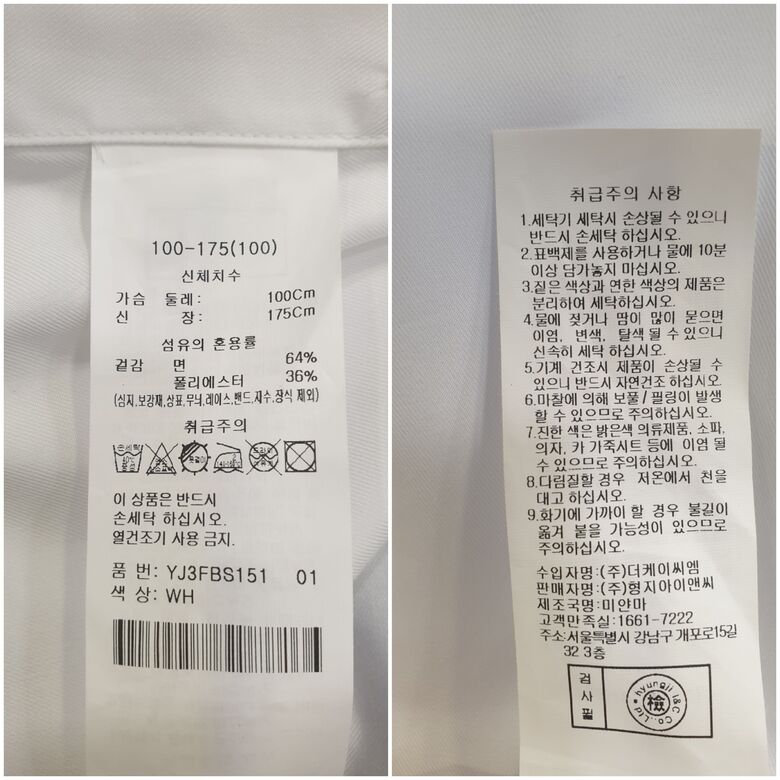 100-175(100)
신체치수
가슴 둘레: 100Cm
신 장: 175Cm
섬유의 혼용률
겉감 면 64%
폴리에스터 36%
(심지,보강재,상표,무늬,레이스,밴드,자수,장식 제외)
취급주의
손세탁
이 상품은 반드시
손세탁 하십시오.
열건조기 사용 금지.
품 번: YJ3FBS151 01
색 상: WH
취급주의 사항
1.세탁기 세탁시 손상될 수 있으니
반드시 손세탁 하십시오.
2.표백제를 사용하거나 물에 10분
이상 담가놓지 마십시오.
3.짙은 색상과 연한 색상의 제품은
분리하여 세탁하십시오.
4.물에 젖거나 땀이 많이 묻으면
이염, 변색, 탈색 될 수 있으니
신속히 세탁 하십시오.
5.기계 건조시 제품이 손상될 수
있으니 반드시 자연건조 하십시오.
6.마찰에 의해 보풀/필링이 발생
할 수 있으므로 주의하십시오.
7.진한 색은 밝은색 의류제품, 소파,
의자, 카 가죽시트 등에 이염 될
수 있으므로 주의하십시오.
8.다림질할 경우 저온에서 천을
대고 하십시오.
9.화기에 가까이 할 경우 불길이
옮겨 붙을 가능성이 있으므로
주의하십시오.
수입자명:(주)더케이씨엠
판매자명:(주)형지아이앤씨
제조국명:미얀마
고객만족실:1661-7222
주소:서울특별시 강남구 개포로15길
32 3층
검사필
hyungji I&C Co.,Ltd
檢